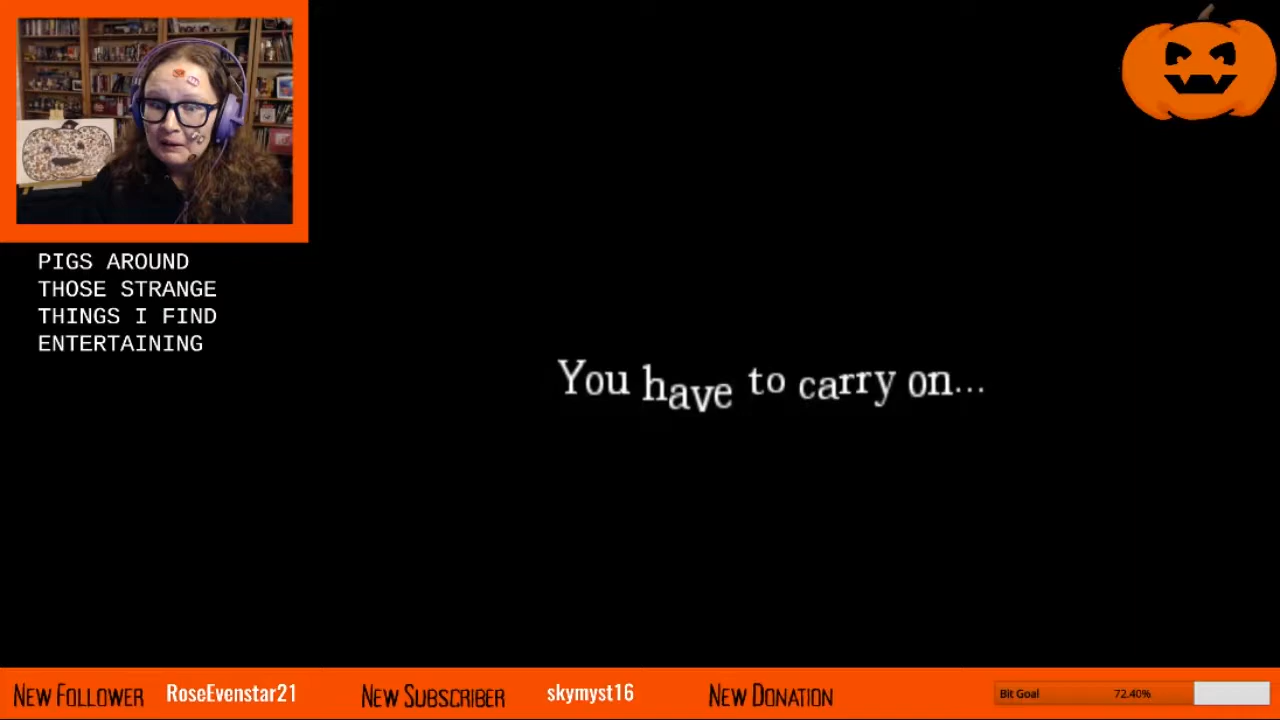 PIGS AROUND
THOSE STRANGE
THINGS I FIND
ENTERTAINING
You have to carry on...
New Follower RoseEvenstar21 New Subscriber skymyst16 New Donation Bit Goal 72.40%